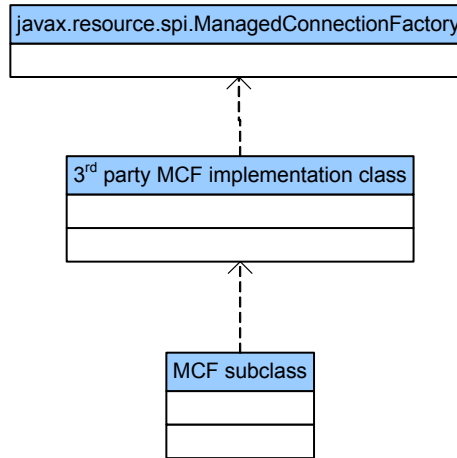 javax.resource.spi.ManagedConnectionFactory
3rd party MCF implementation class
MCF subclass